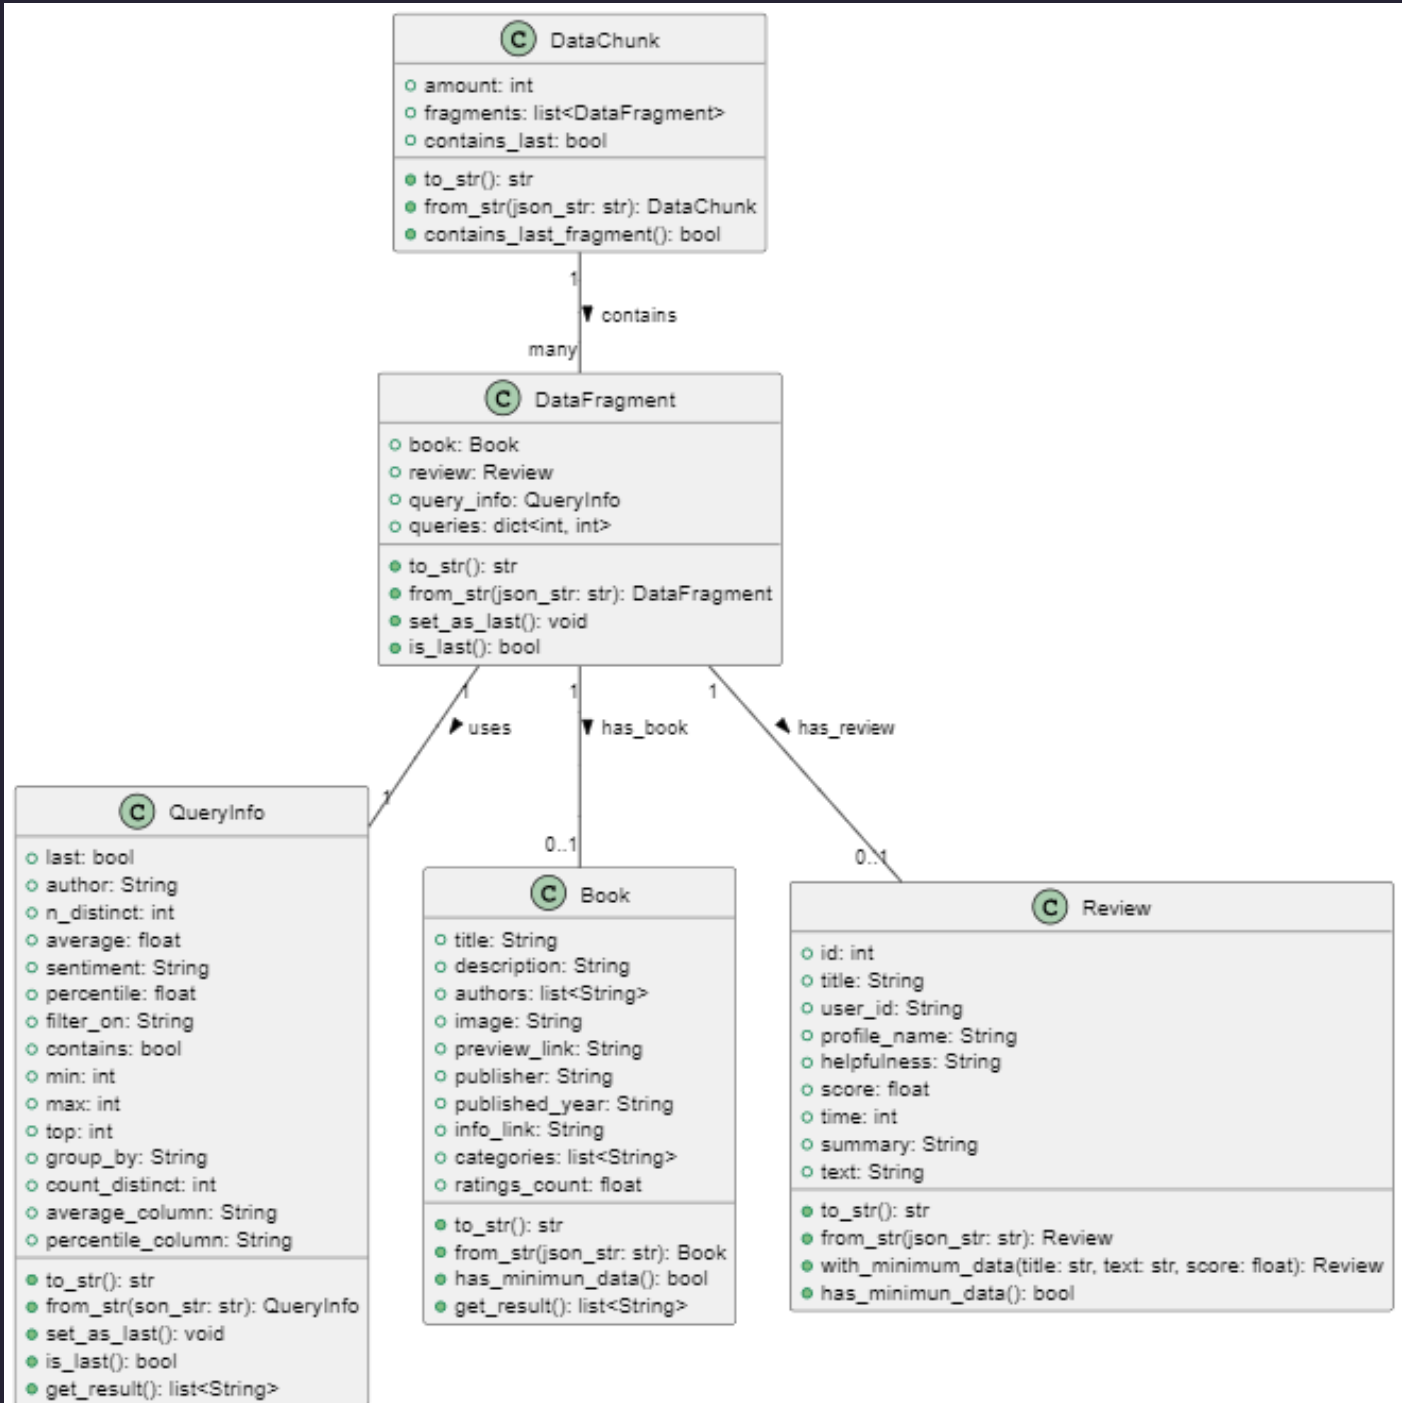 C DataChunk
amount: int
fragments: list<DataFragment>
contains_last: bool
to_str(): str
from_str(json_str: str): DataChunk
contains_last_fragment(): bool
1
contains
many
C DataFragment
book: Book
review: Review
query_info: QueryInfo
queries: dict<int, int>
to_str(): str
from_str(json_str: str): DataFragment
set_as_last(): void
is_last(): bool
1
1
1
uses
has_book
has_review
1
0..1
0..1
C QueryInfo
last: bool
author: String
n_distinct: int
average: float
sentiment: String
percentile: float
filter_on: String
contains: bool
min: int
max: int
top: int
group_by: String
count_distinct: int
average_column: String
percentile_column: String
to_str(): str
from_str(son_str: str): QueryInfo
set_as_last(): void
is_last(): bool
get_result(): list<String>
C Book
title: String
description: String
authors: list<String>
image: String
preview_link: String
publisher: String
published_year: String
info_link: String
categories: list<String>
ratings_count: float
to_str(): str
from_str(json_str: str): Book
has_minimun_data(): bool
get_result(): list<String>
C Review
id: int
title: String
user_id: String
profile_name: String
helpfulness: String
score: float
time: int
summary: String
text: String
to_str(): str
from_str(json_str: str): Review
with_minimum_data(title: str, text: str, score: float): Review
has_minimun_data(): bool